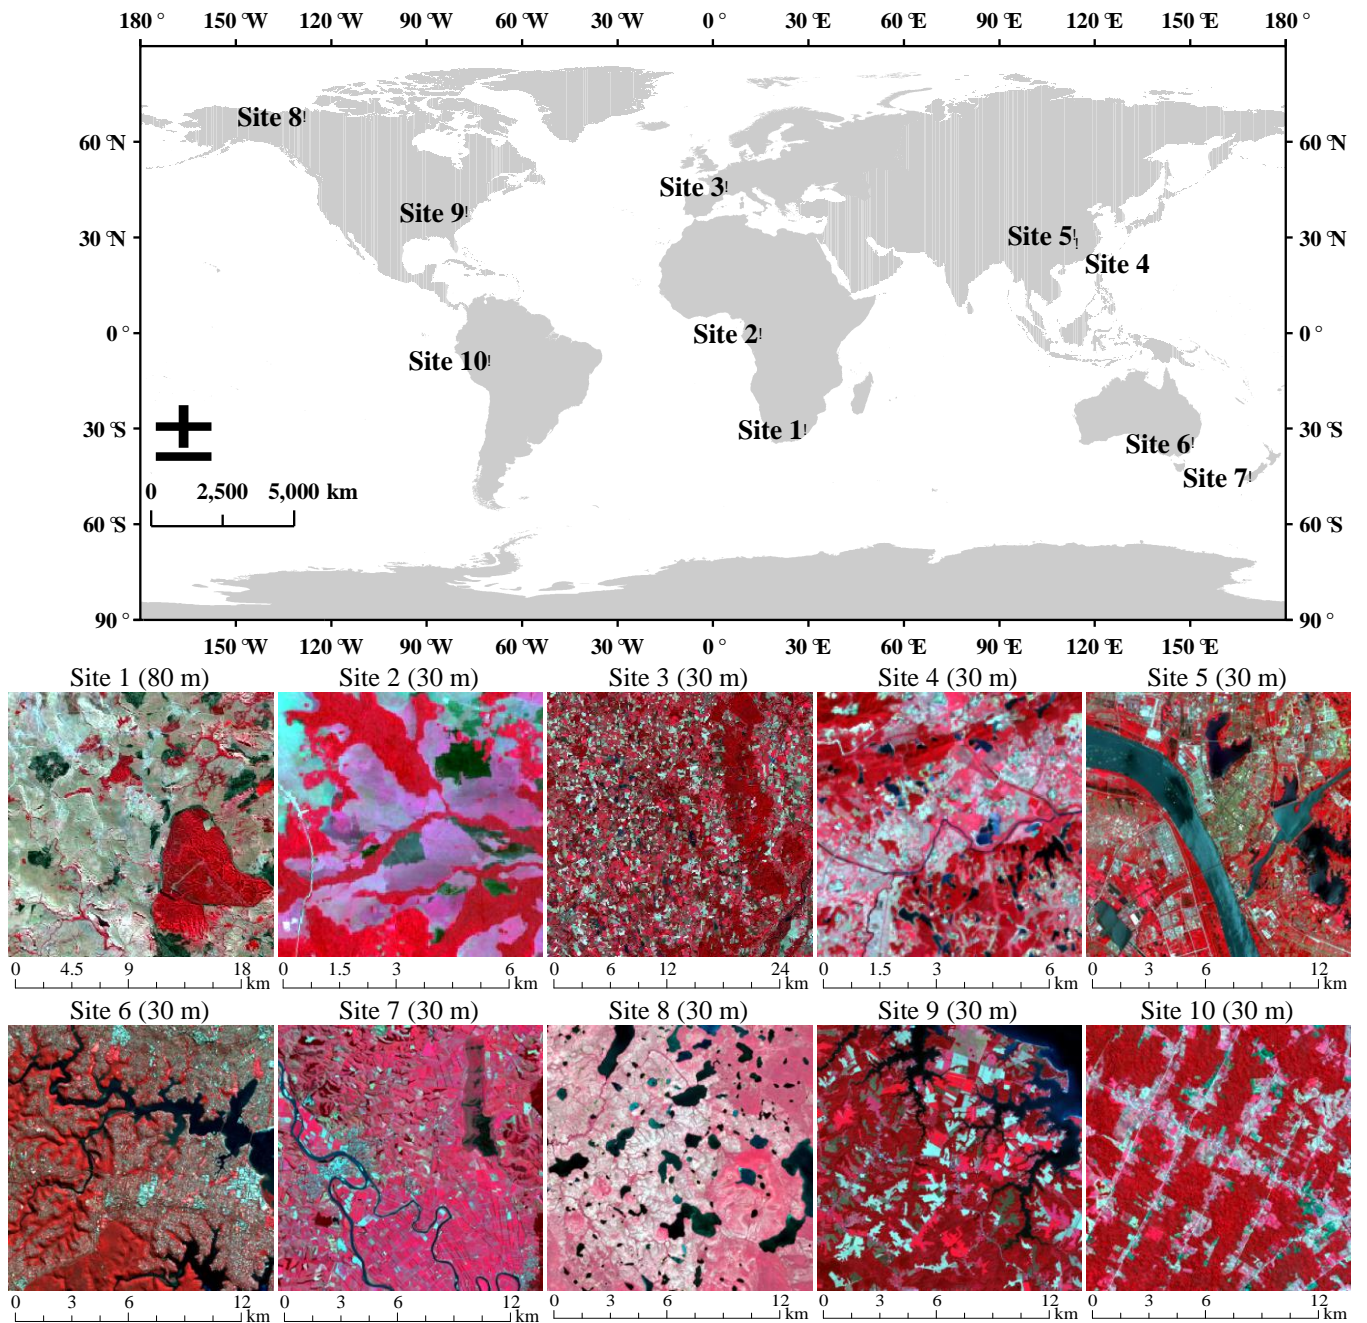 180 ° 150 °W 120 °W 90 °W 60 °W 30 °W 0 ° 30 °E 60 °E 90 °E 120 °E 150 °E 180 °
Site 8
60 °N 60 °N
Site 3
Site 9
30 °N Site 5 30 °N
Site 4
0 ° Site 2 0 °
Site 10
30 °S Site 1 30 °S
Site 6
Site 7
0 2,500 5,000 km
60 °S 60 °S
90 ° 90 °
150 °W 120 °W 90 °W 60 °W 30 °W 0 ° 30 °E 60 °E 90 °E 120 °E 150 °E
Site 1 (80 m) Site 2 (30 m) Site 3 (30 m) Site 4 (30 m) Site 5 (30 m)
0 4.5 9 18 km 0 1.5 3 6 km 0 6 12 24 km 0 1.5 3 6 km 0 3 6 12 km
Site 6 (30 m) Site 7 (30 m) Site 8 (30 m) Site 9 (30 m) Site 10 (30 m)
0 3 6 12 km 0 3 6 12 km 0 3 6 12 km 0 3 6 12 km 0 3 6 12 km